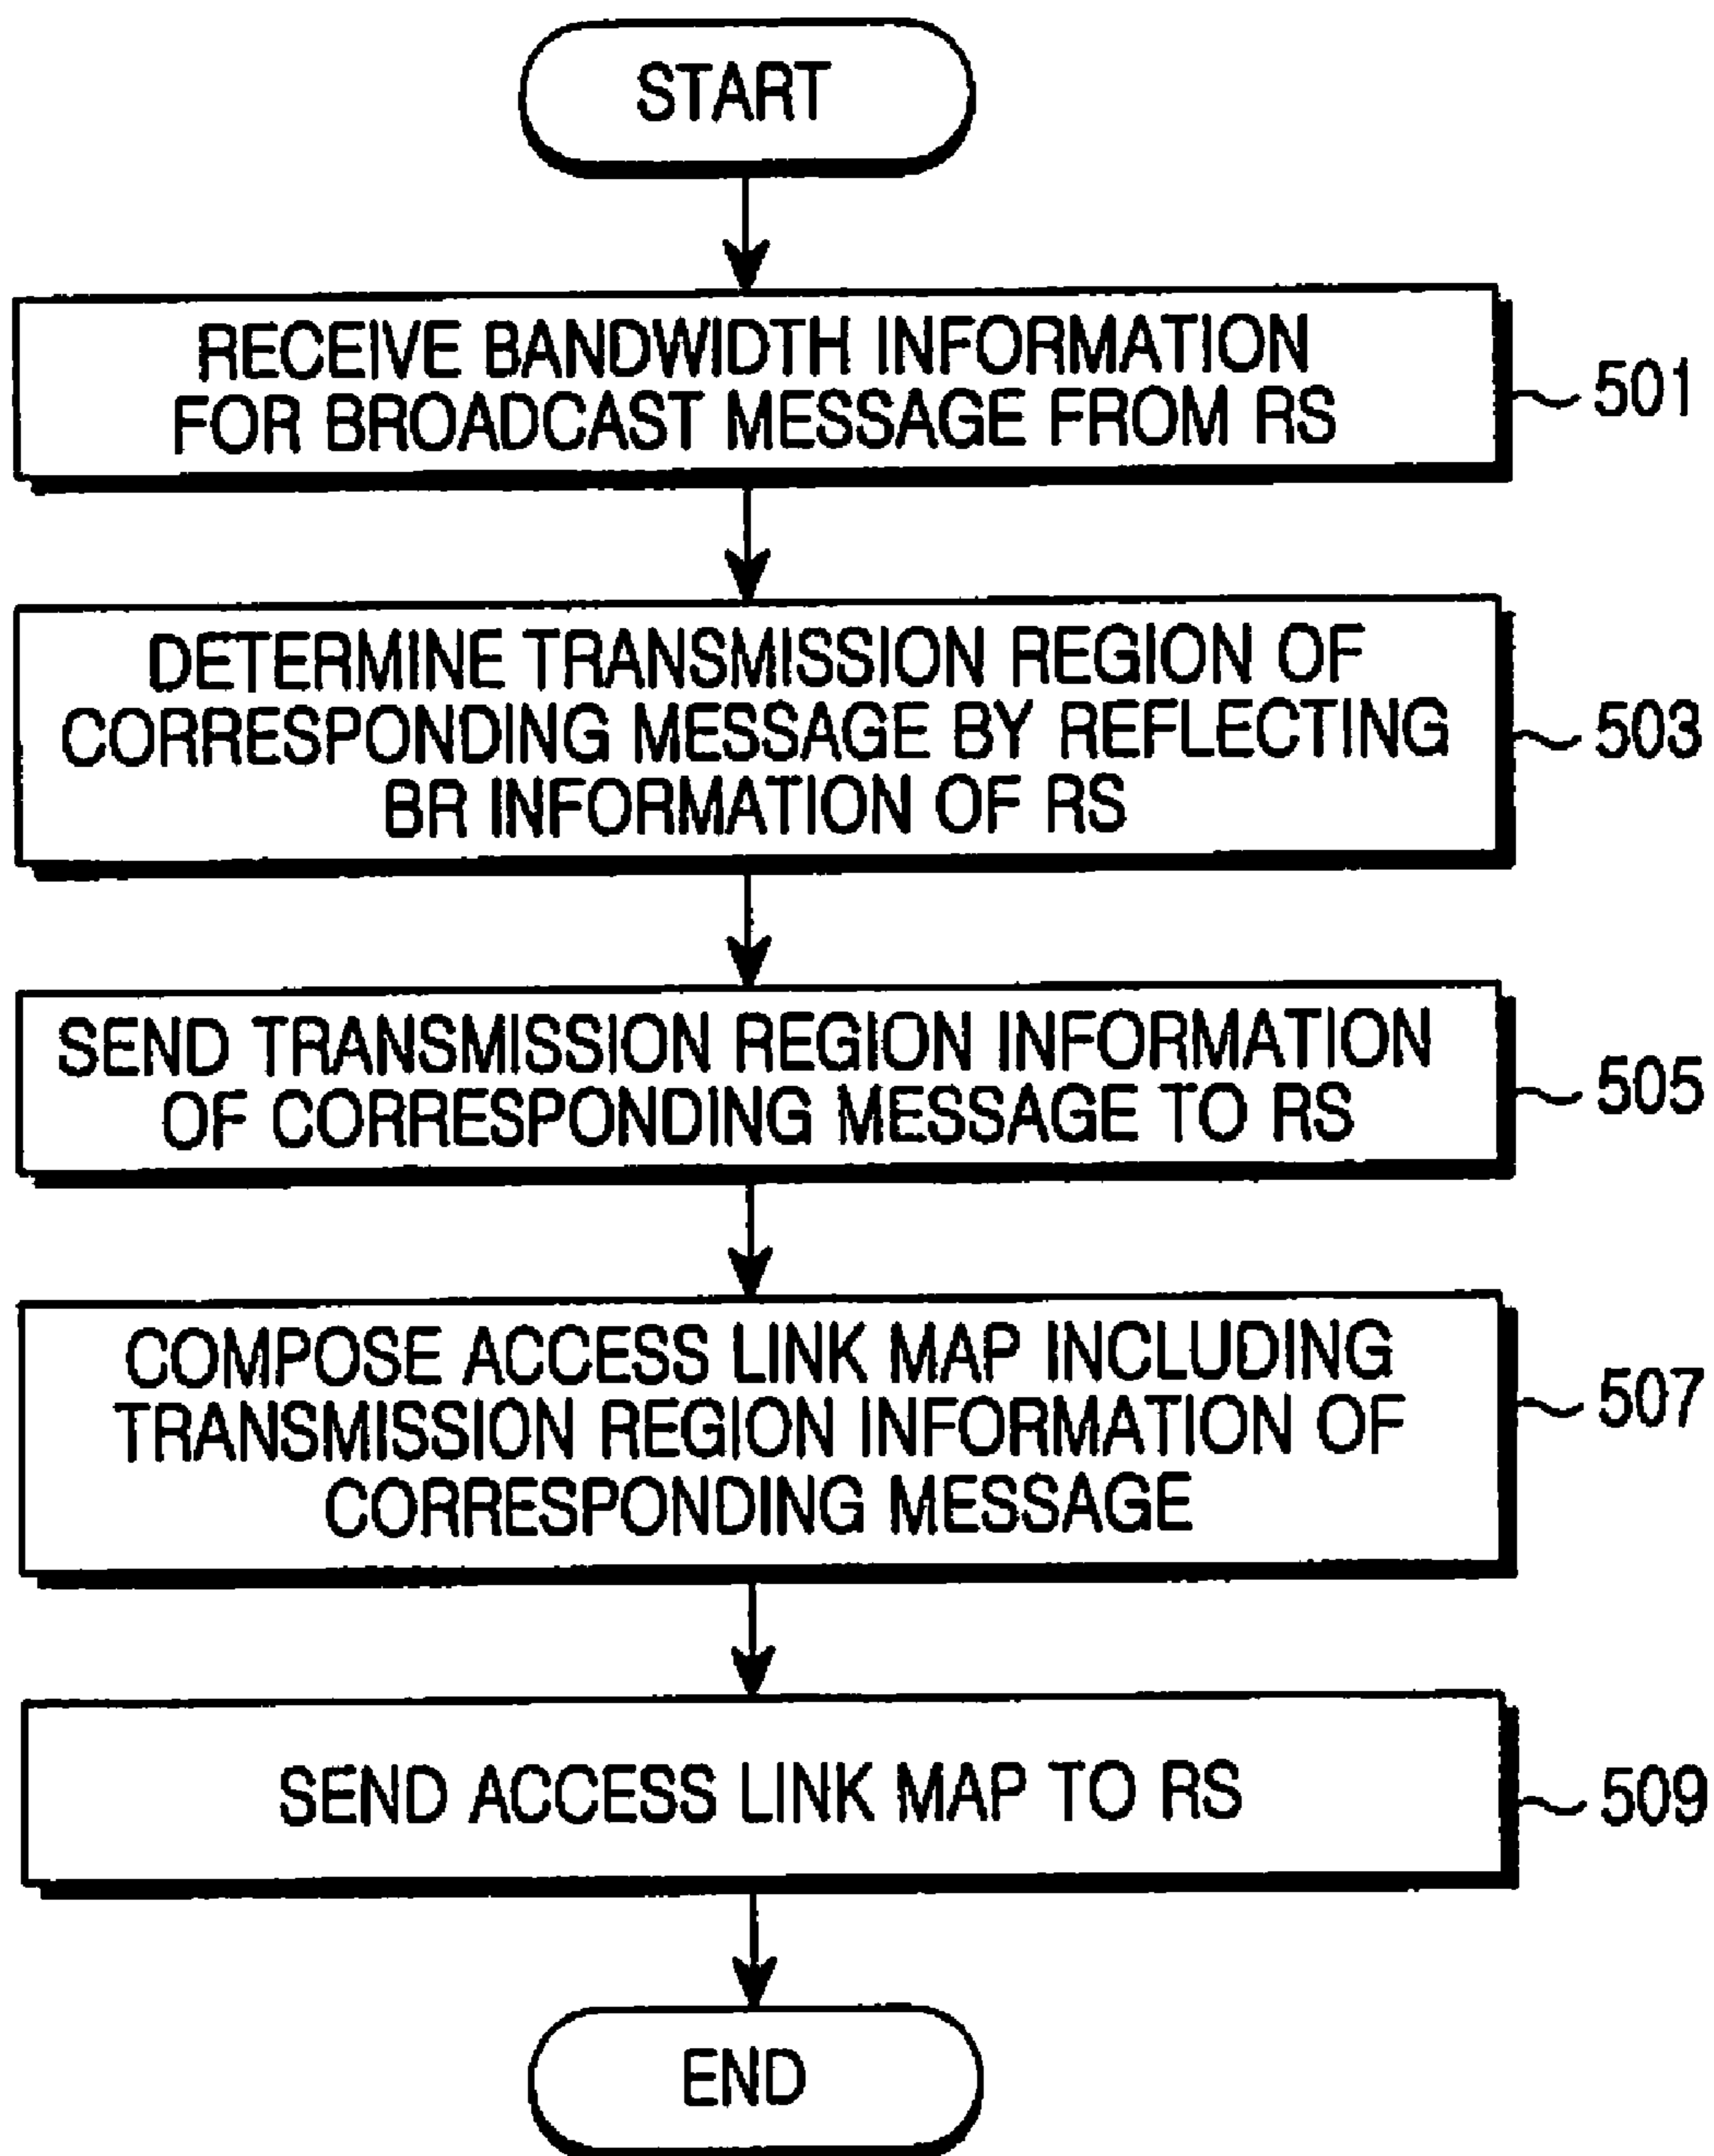 START
RECEIVE BANDWIDTH INFORMATION
FOR BROADCAST MESSAGE FROM RS
501
DETERMINE TRANSMISSION REGION OF
CORRESPONDING MESSAGE BY REFLECTING
BR INFORMATION OF RS
503
SEND TRANSMISSION REGION INFORMATION
OF CORRESPONDING MESSAGE TO RS
505
COMPOSE ACCESS LINK MAP INCLUDING
TRANSMISSION REGION INFORMATION OF
CORRESPONDING MESSAGE
507
SEND ACCESS LINK MAP TO RS
509
END